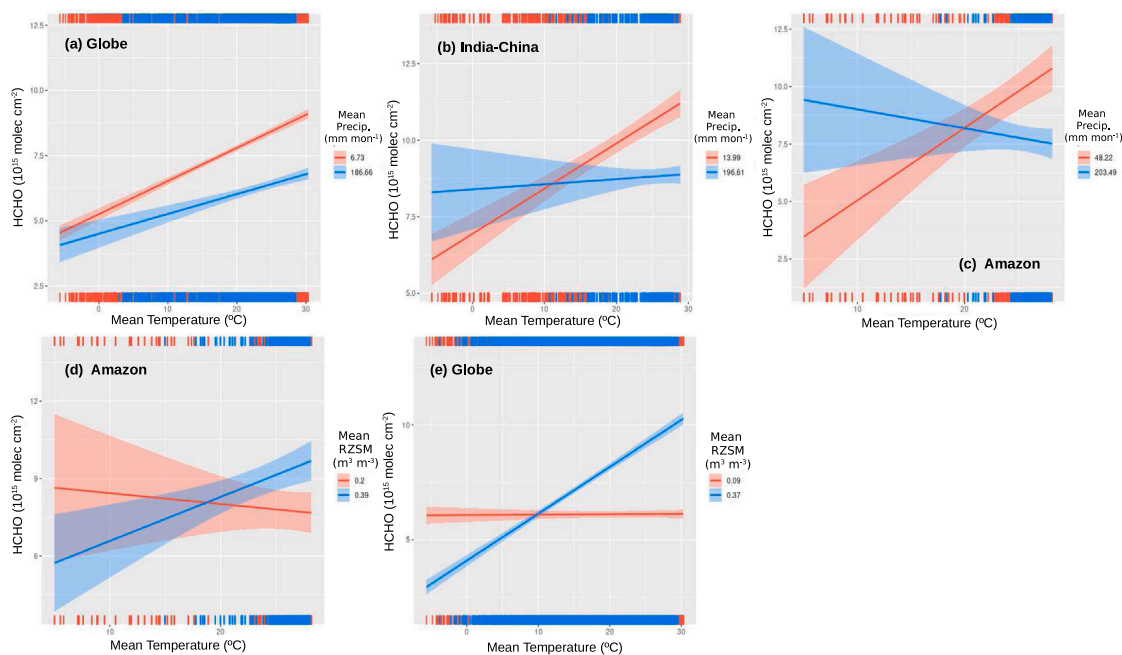 (a) Globe
HCHO (10¹⁵ molec cm⁻²)
12.5
10.0
7.5
5.0
2.5
0
10
20
30
Mean Temperature (ºC)
Mean
Precip.
(mm mon⁻¹)
6.73
186.66
(b) India-China
HCHO (10¹⁵ molec cm⁻²)
12.5
10.0
7.5
5.0
0
10
20
30
Mean Temperature (ºC)
Mean
Precip.
(mm mon⁻¹)
13.99
196.61
(c) Amazon
HCHO (10¹⁵ molec cm⁻²)
12.5
10.0
7.5
5.0
2.5
10
20
Mean Temperature (ºC)
Mean
Precip.
(mm mon⁻¹)
48.22
203.49
(d) Amazon
HCHO (10¹⁵ molec cm⁻²)
12
9
6
10
20
Mean Temperature (ºC)
Mean
RZSM
(m³ m⁻³)
0.2
0.39
(e) Globe
HCHO (10¹⁵ molec cm⁻²)
10
5
0
10
20
30
Mean Temperature (ºC)
Mean
RZSM
(m³ m⁻³)
0.09
0.37